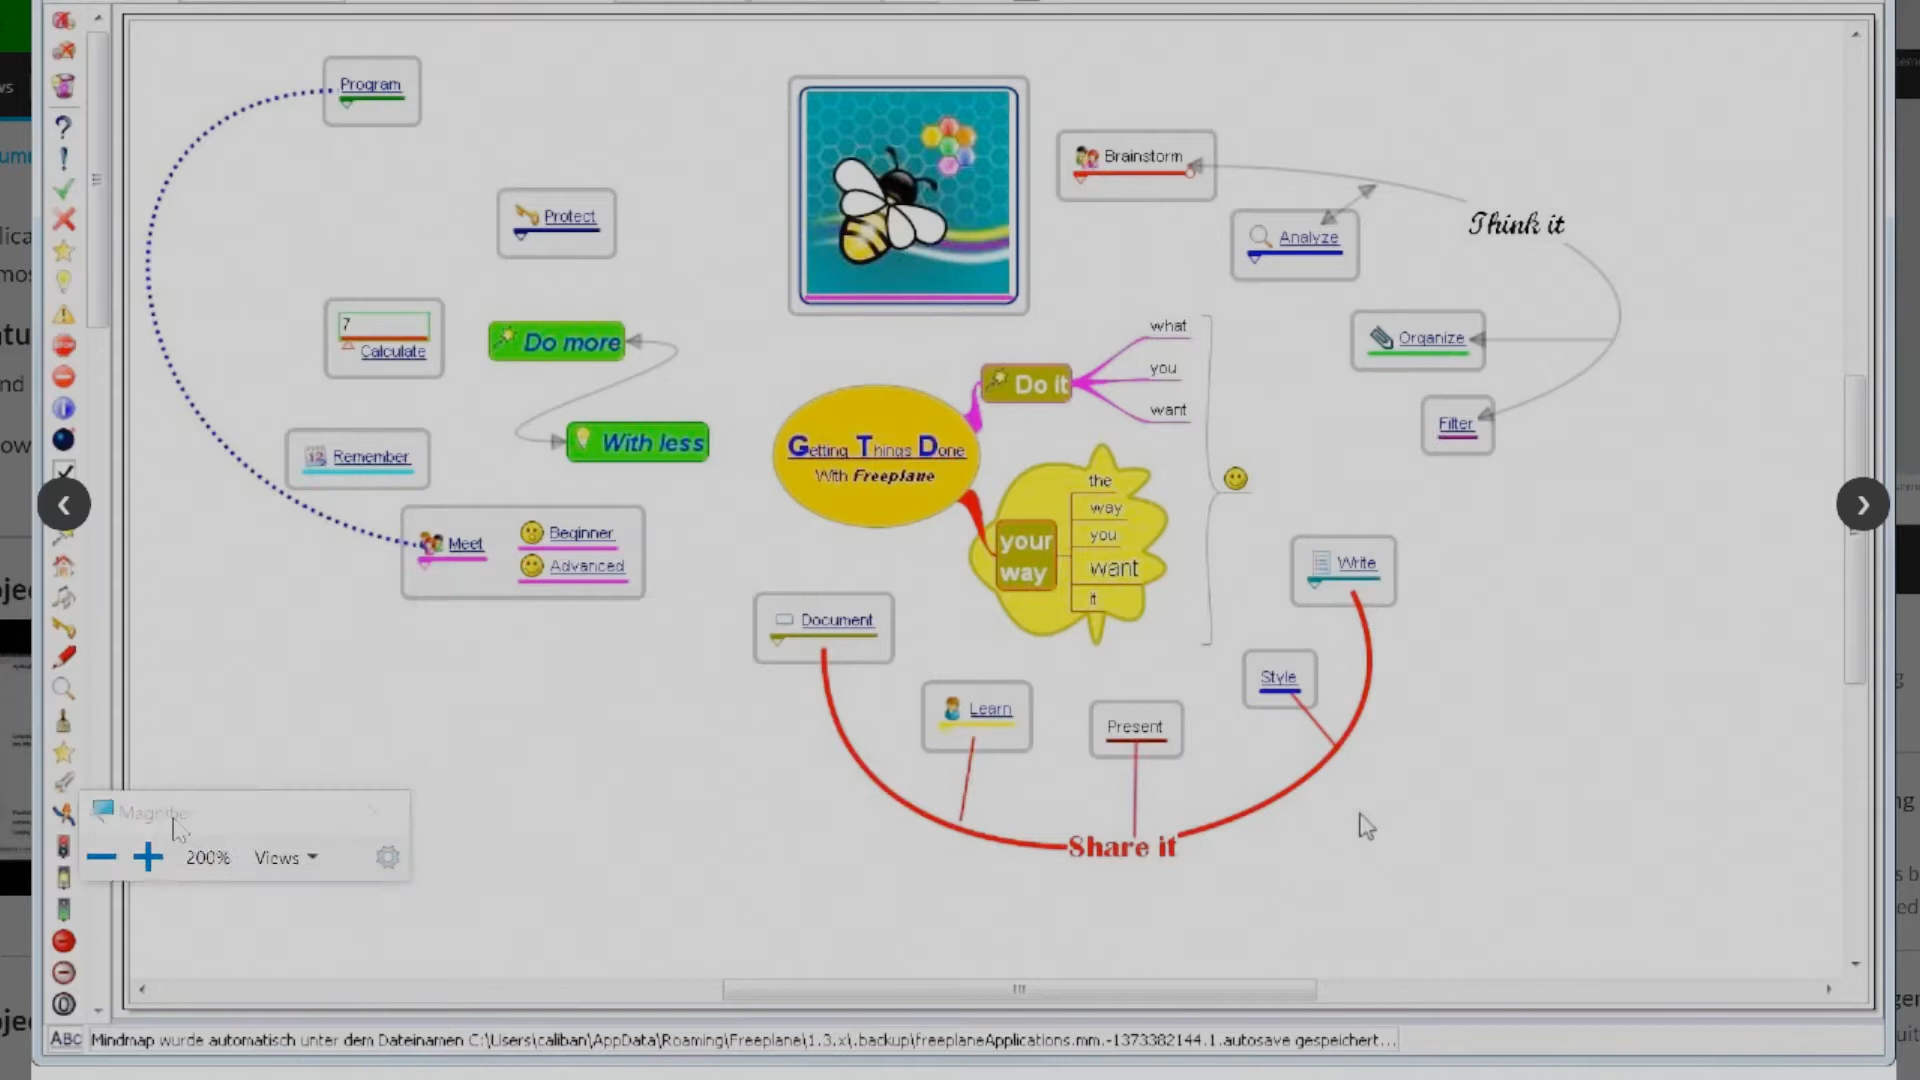 Program
Protect
7
Calculate
Do more
With less
Remember
Meet
Beginner
Advanced
Brainstorm
Analyze
Think it
Organize
Filter
what
Do it
you
want
Getting Things Done
With Freeplane
the
way
you
want
it
your
way
Write
Document
Learn
Present
Style
Share it
Magnifier
200%
Views
Mindmap wurde automatisch unter dem Dateinamen C:\Users\caliban\AppData\Roaming\Freeplane\1.3.x\.backup\freeplaneApplications.mm.-1373382144.1.autosave gespeichert...